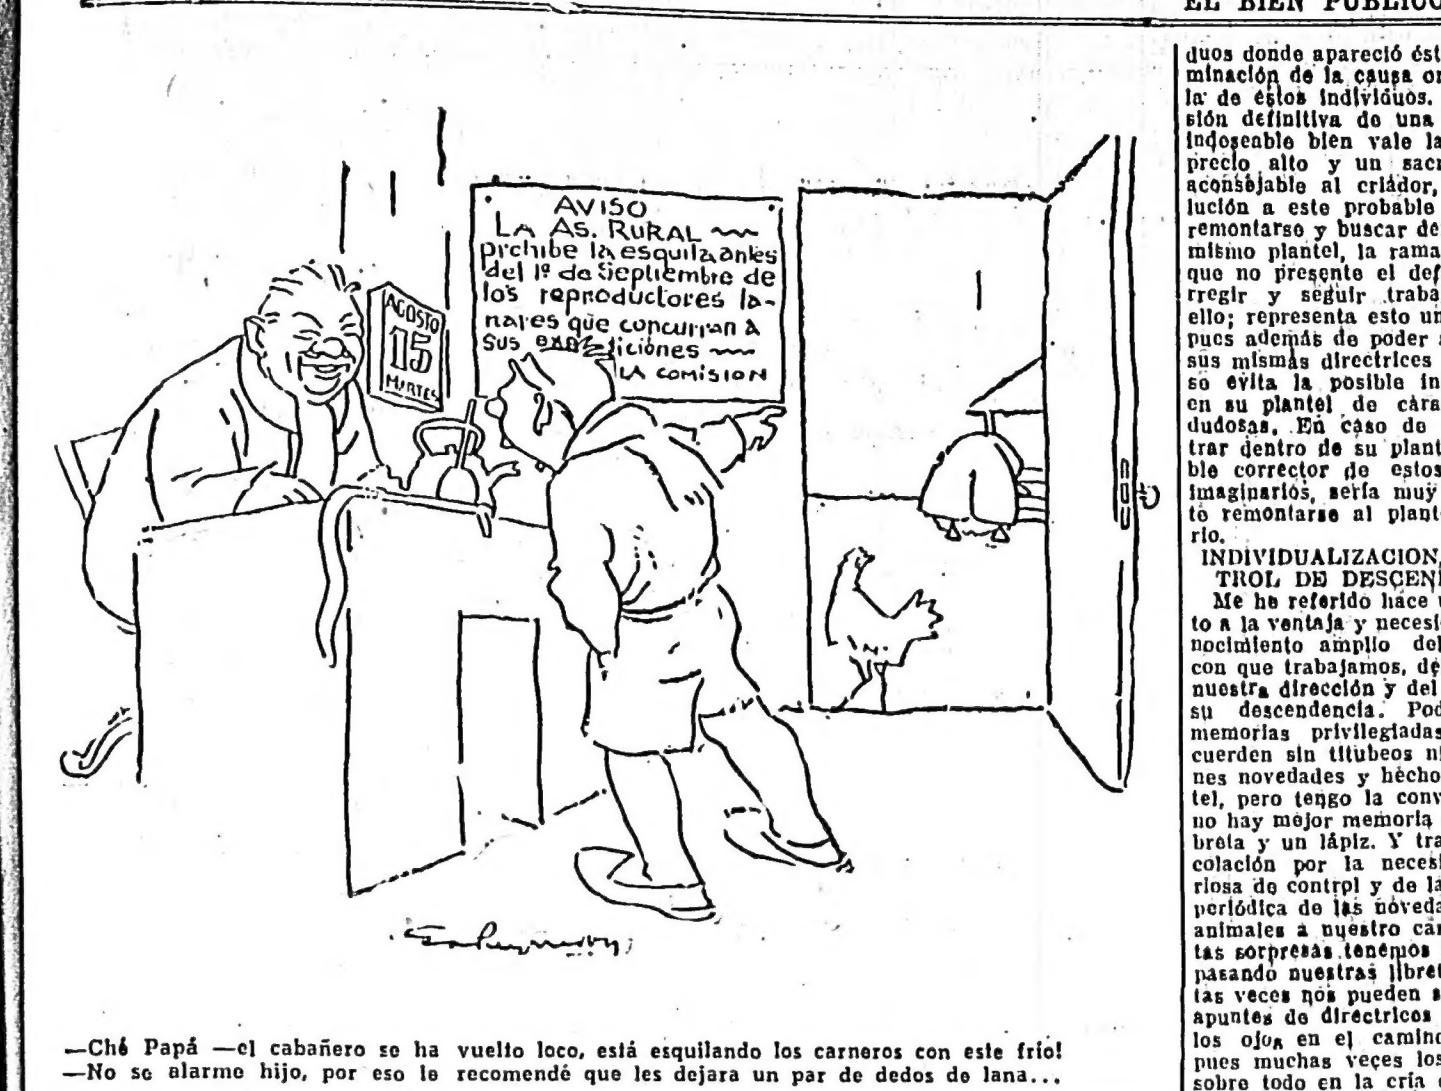 EL BIEN PUBLICO
AVISO
LA AS. RURAL
prohibe la esquila antes
del 1º de Septiembre de
los reproductores la-
nares que concurran a
sus
iciones
LA COMISION
AGOSTO
15
MARTES
—Ché Papá —el cabañero se ha vuelto loco, está esquilando los carneros con este frío!
—No se alarme hijo, por eso le recomendé que les dejara un par de dedos de lana...
duos donde apareció ést
minación de la causa or
la de estos individuos.
sión definitiva de una
indeseable bien vale la
precio alto y un sacr
aconsejable al criador,
lución a este probable
remontarse y buscar de
mismo plantel, la rama
que no presente el def
rregir y seguir traba
ello; representa esto un
pues además de poder
sus mismas directrices
se evita la posible in
en su plantel de cara
dudosas. En caso de
trar dentro de su plant
ble corrector de estos
imaginarios, sería muy
te remontarse al plant
rio.
INDIVIDUALIZACION,
TROL DE DESCEN
Me he referido hace
to a la ventaja y necesi
nocimiento amplio del
con que trabajamos, de
nuestra dirección y del
su descendencia. Pod
memorias privilegiadas
cuerden sin titubeos ni
nes novedades y hecho
tel, pero tengo la conv
no hay mejor memoria
breta y un lápiz. Y tra
colación por la necesi
riosa de control y de la
periódica de las noveda
animales a nuestro car
tas sorpresas tenemos
pasando nuestras libret
tas veces nos pueden
apuntes de directrices
los ojos en el camino
pues muchas veces los
sobre todo en la cría